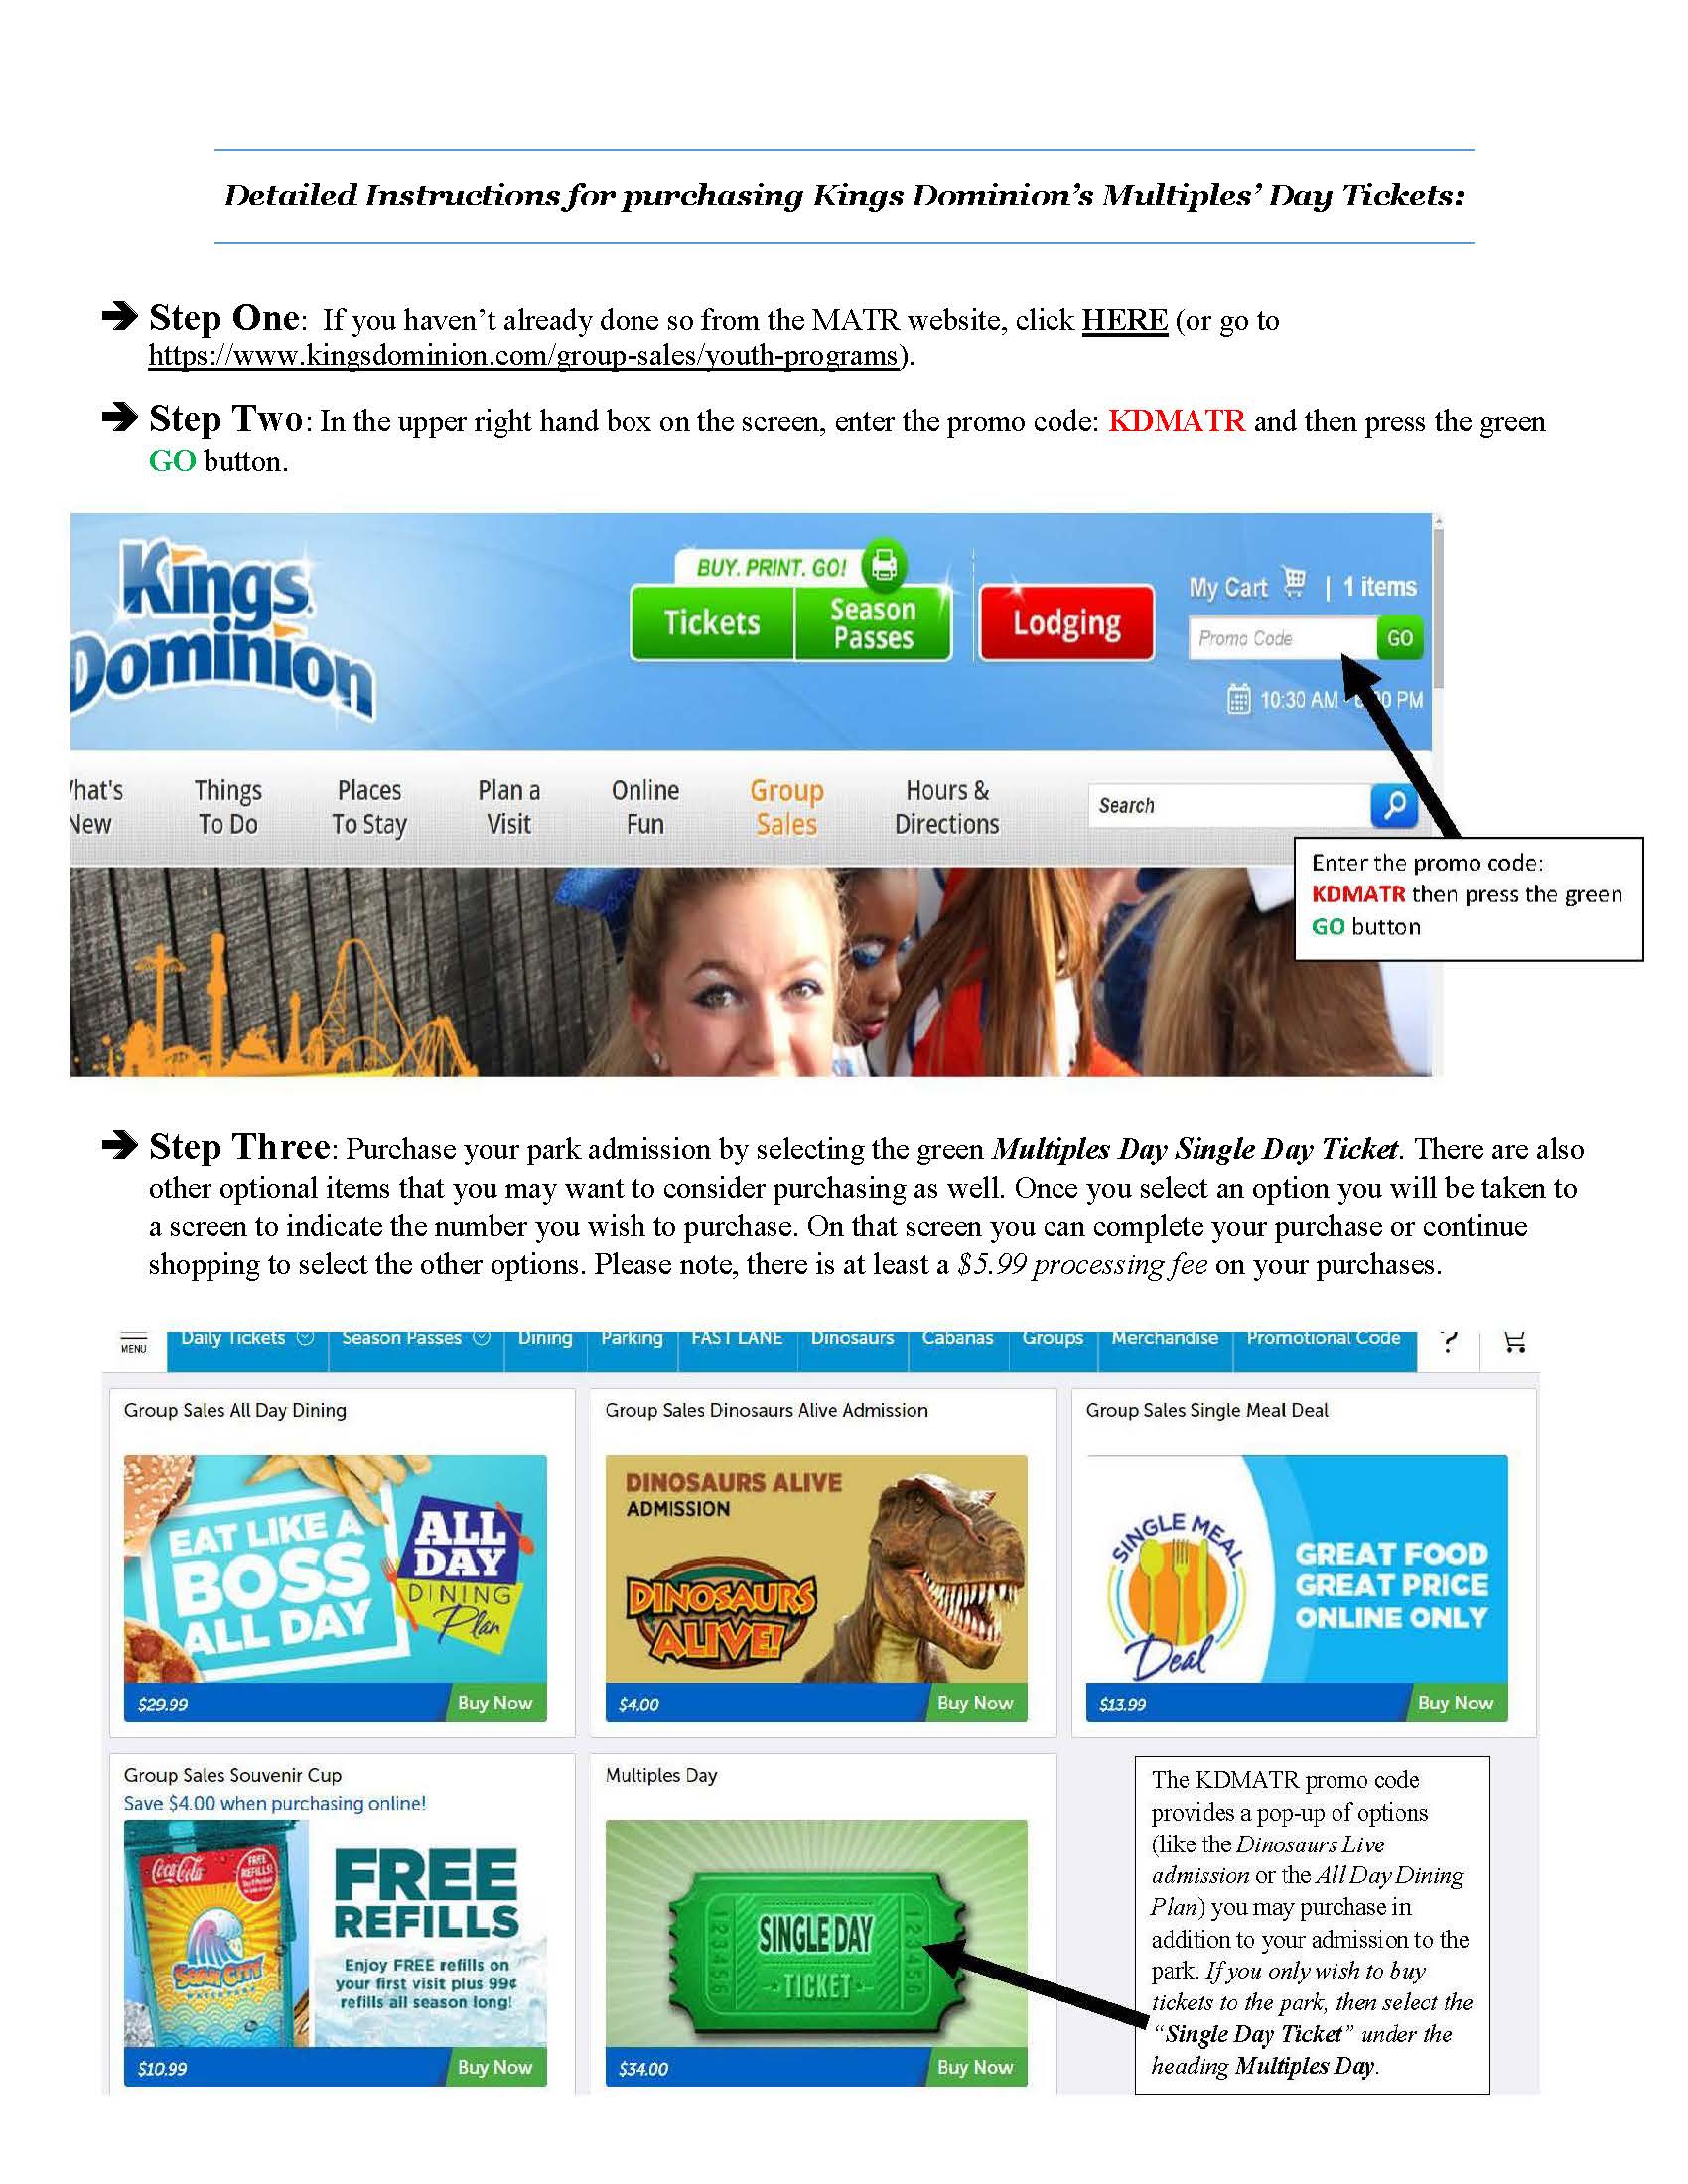 Detailed Instructions for purchasing Kings Dominion's Multiples' Day Tickets:
➔ Step One: If you haven't already done so from the MATR website, click HERE (or go to
https://www.kingsdominion.com/group-sales/youth-programs).
➔ Step Two: In the upper right hand box on the screen, enter the promo code: KDMATR and then press the green
GO button.
Kings
Dominion
BUY. PRINT. GO!
Tickets
Season
Passes
Lodging
My Cart | 1 items
Promo Code GO
10:30 AM - 0 PM
hat's
New
Things
To Do
Places
To Stay
Plan a
Visit
Online
Fun
Group
Sales
Hours &
Directions
Search
Enter the promo code:
KDMATR then press the green
GO button
➔ Step Three: Purchase your park admission by selecting the green Multiples Day Single Day Ticket. There are also
other optional items that you may want to consider purchasing as well. Once you select an option you will be taken to
a screen to indicate the number you wish to purchase. On that screen you can complete your purchase or continue
shopping to select the other options. Please note, there is at least a $5.99 processing fee on your purchases.
MENU Daily Tickets Season Passes Dining Parking FAST LANE Dinosaurs Cabanas Groups Merchandise Promotional Code ?
Group Sales All Day Dining
EAT LIKE A
BOSS
ALL DAY
ALL
DAY
DINING
Plan
$29.99 Buy Now
Group Sales Dinosaurs Alive Admission
DINOSAURS ALIVE
ADMISSION
DINOSAURS
ALIVE!
$4.00 Buy Now
Group Sales Single Meal Deal
SINGLE MEAL
Deal
GREAT FOOD
GREAT PRICE
ONLINE ONLY
$13.99 Buy Now
Group Sales Souvenir Cup
Save $4.00 when purchasing online!
Coca-Cola
FREE
REFILLS!
SOAK CITY
WATERPARK
FREE
REFILLS
Enjoy FREE refills on
your first visit plus 99¢
refills all season long!
$10.99 Buy Now
Multiples Day
SINGLE DAY
TICKET
123456
123456
$34.00 Buy Now
The KDMATR promo code
provides a pop-up of options
(like the Dinosaurs Live
admission or the All Day Dining
Plan) you may purchase in
addition to your admission to the
park. If you only wish to buy
tickets to the park, then select the
"Single Day Ticket" under the
heading Multiples Day.